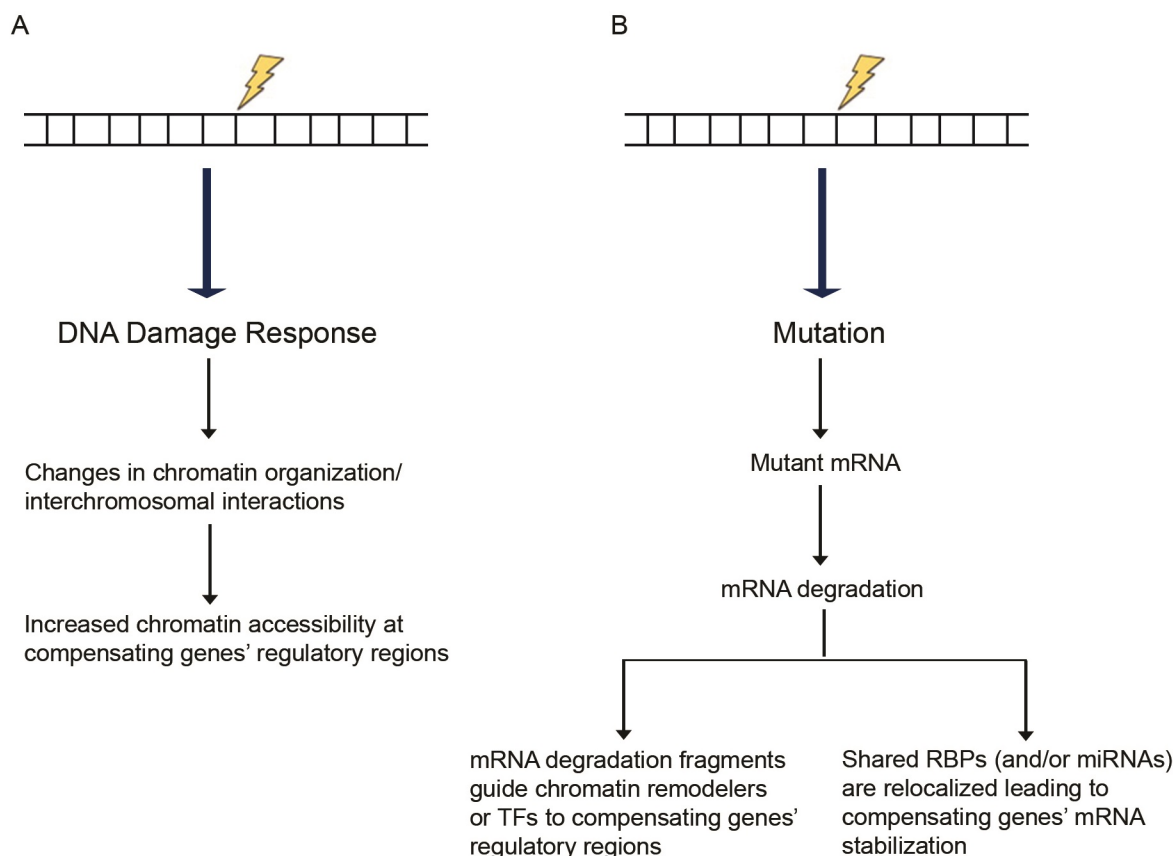 A
B
DNA Damage Response
Changes in chromatin organization/
interchromosomal interactions
Increased chromatin accessibility at
compensating genes’ regulatory regions
Mutation
Mutant mRNA
mRNA degradation
mRNA degradation fragments
guide chromatin remodelers
or TFs to compensating genes’
regulatory regions
Shared RBPs (and/or miRNAs)
are relocalized leading to
compensating genes’ mRNA
stabilization